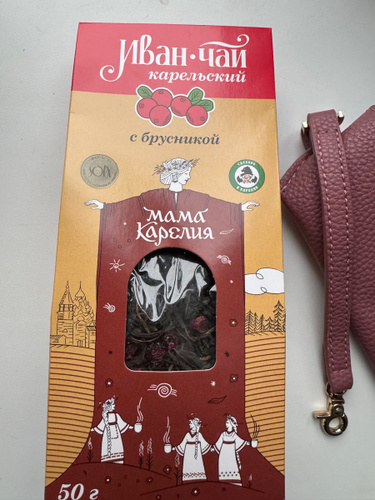 Иван-чай
карельский
с брусникой
мама
Карелия
50 г